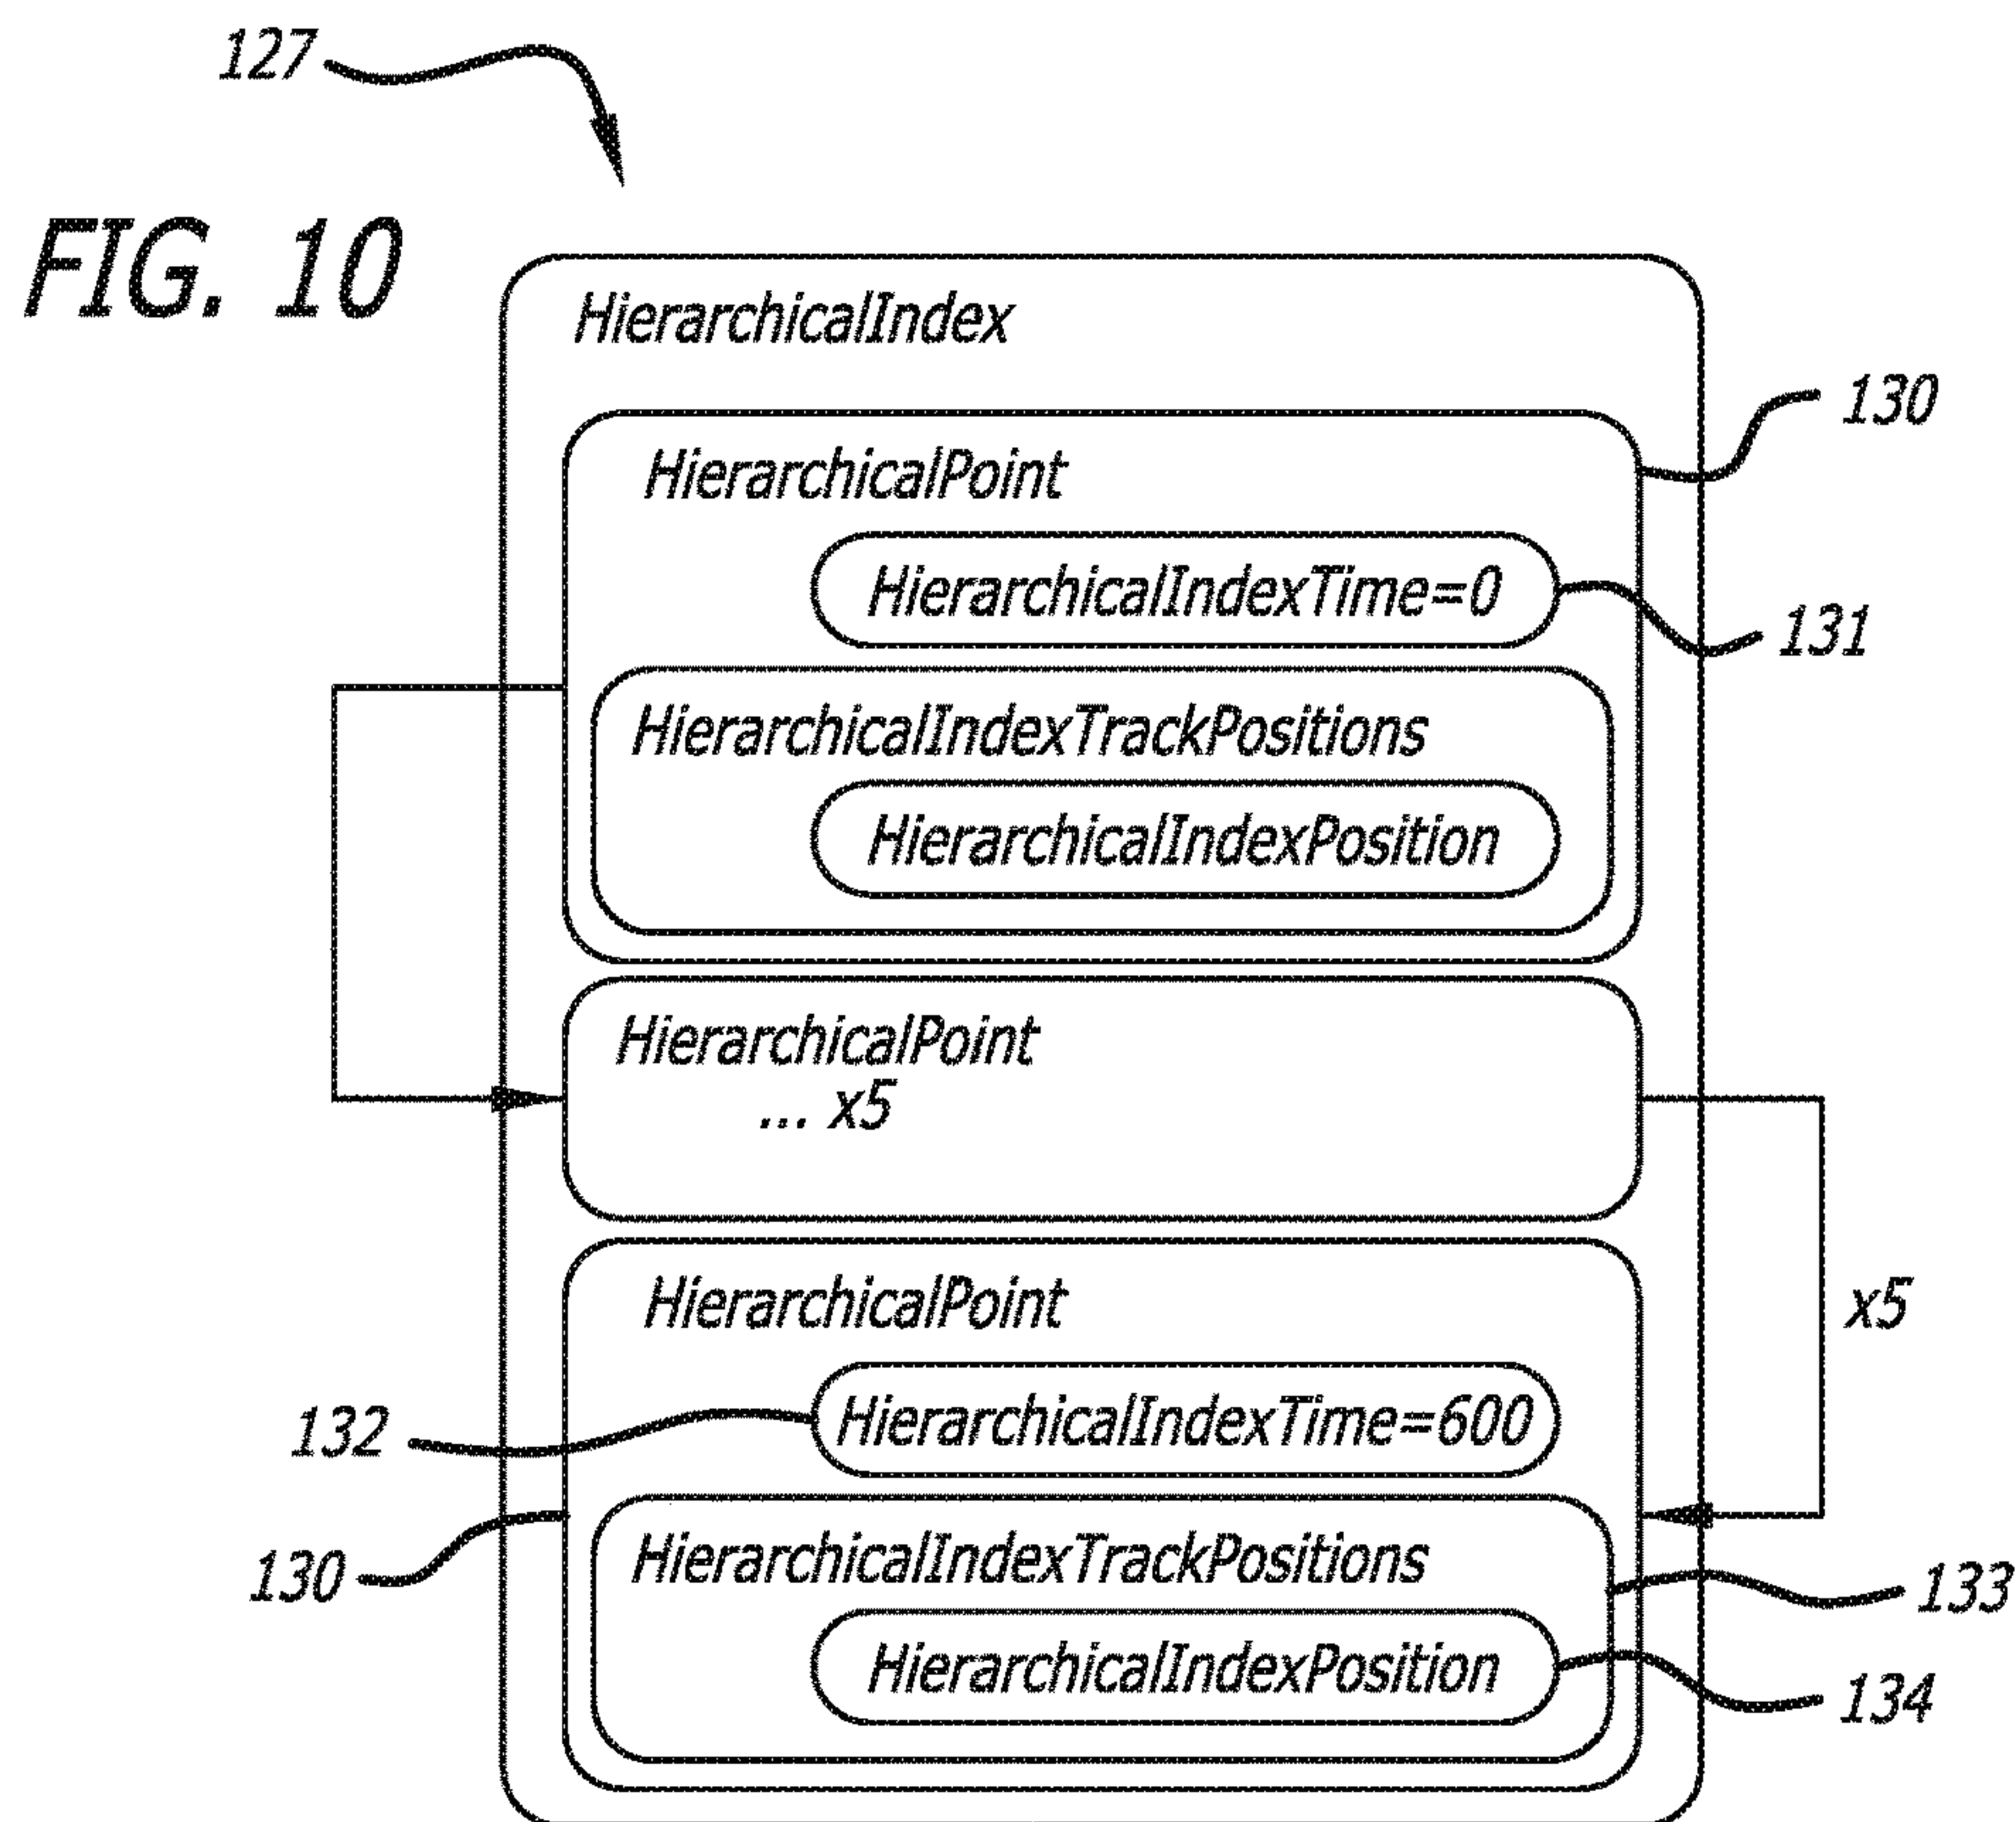 127
FIG. 10
HierarchicalIndex
130
HierarchicalPoint
HierarchicalIndexTime=0
131
HierarchicalIndexTrackPositions
HierarchicalIndexPosition
HierarchicalPoint
... x5
HierarchicalPoint
x5
132
HierarchicalIndexTime=600
130
HierarchicalIndexTrackPositions
133
HierarchicalIndexPosition
134